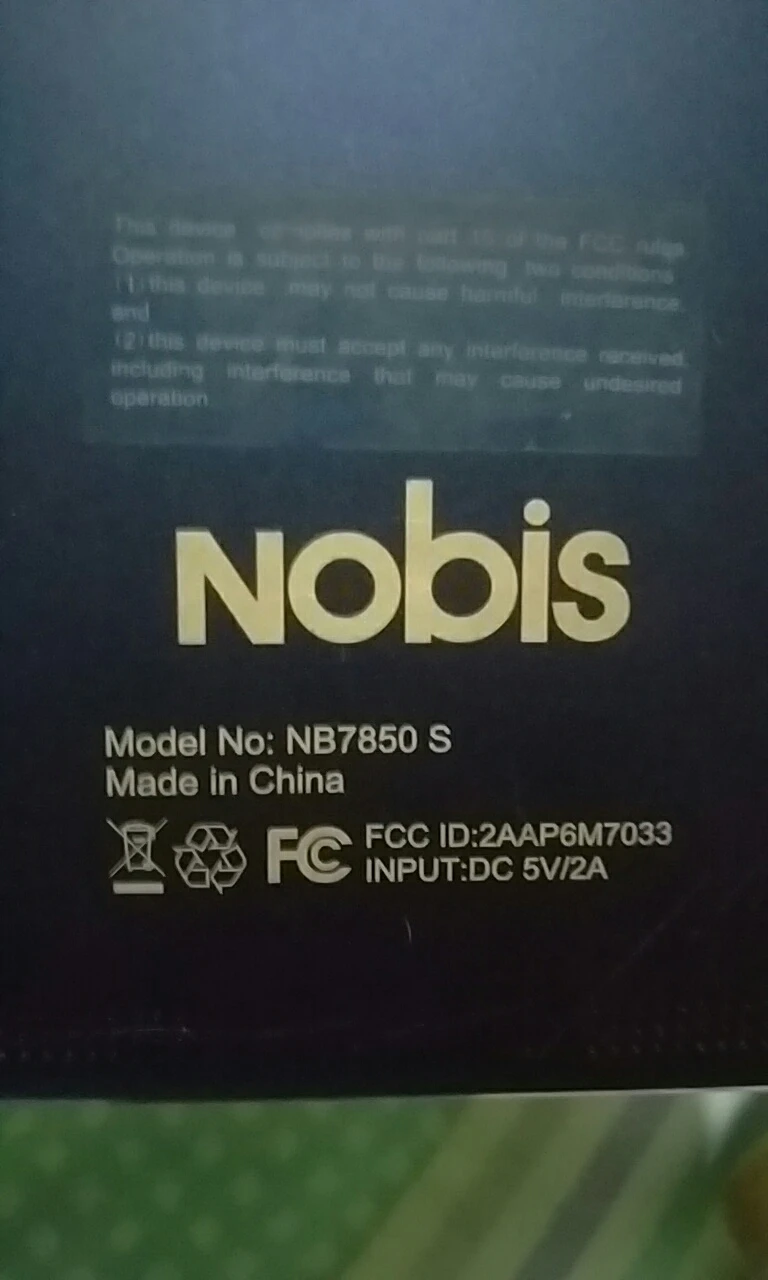 This device complies with part 15 of the FCC rules
Operation is subject to the following two conditions
(1) this device may not cause harmful interference
and
(2) this device must accept any interference received,
including interference that may cause undesired
operation
Nobis
Model No: NB7850 S
Made in China
FC FCC ID:2AAP6M7033
INPUT:DC 5V/2A